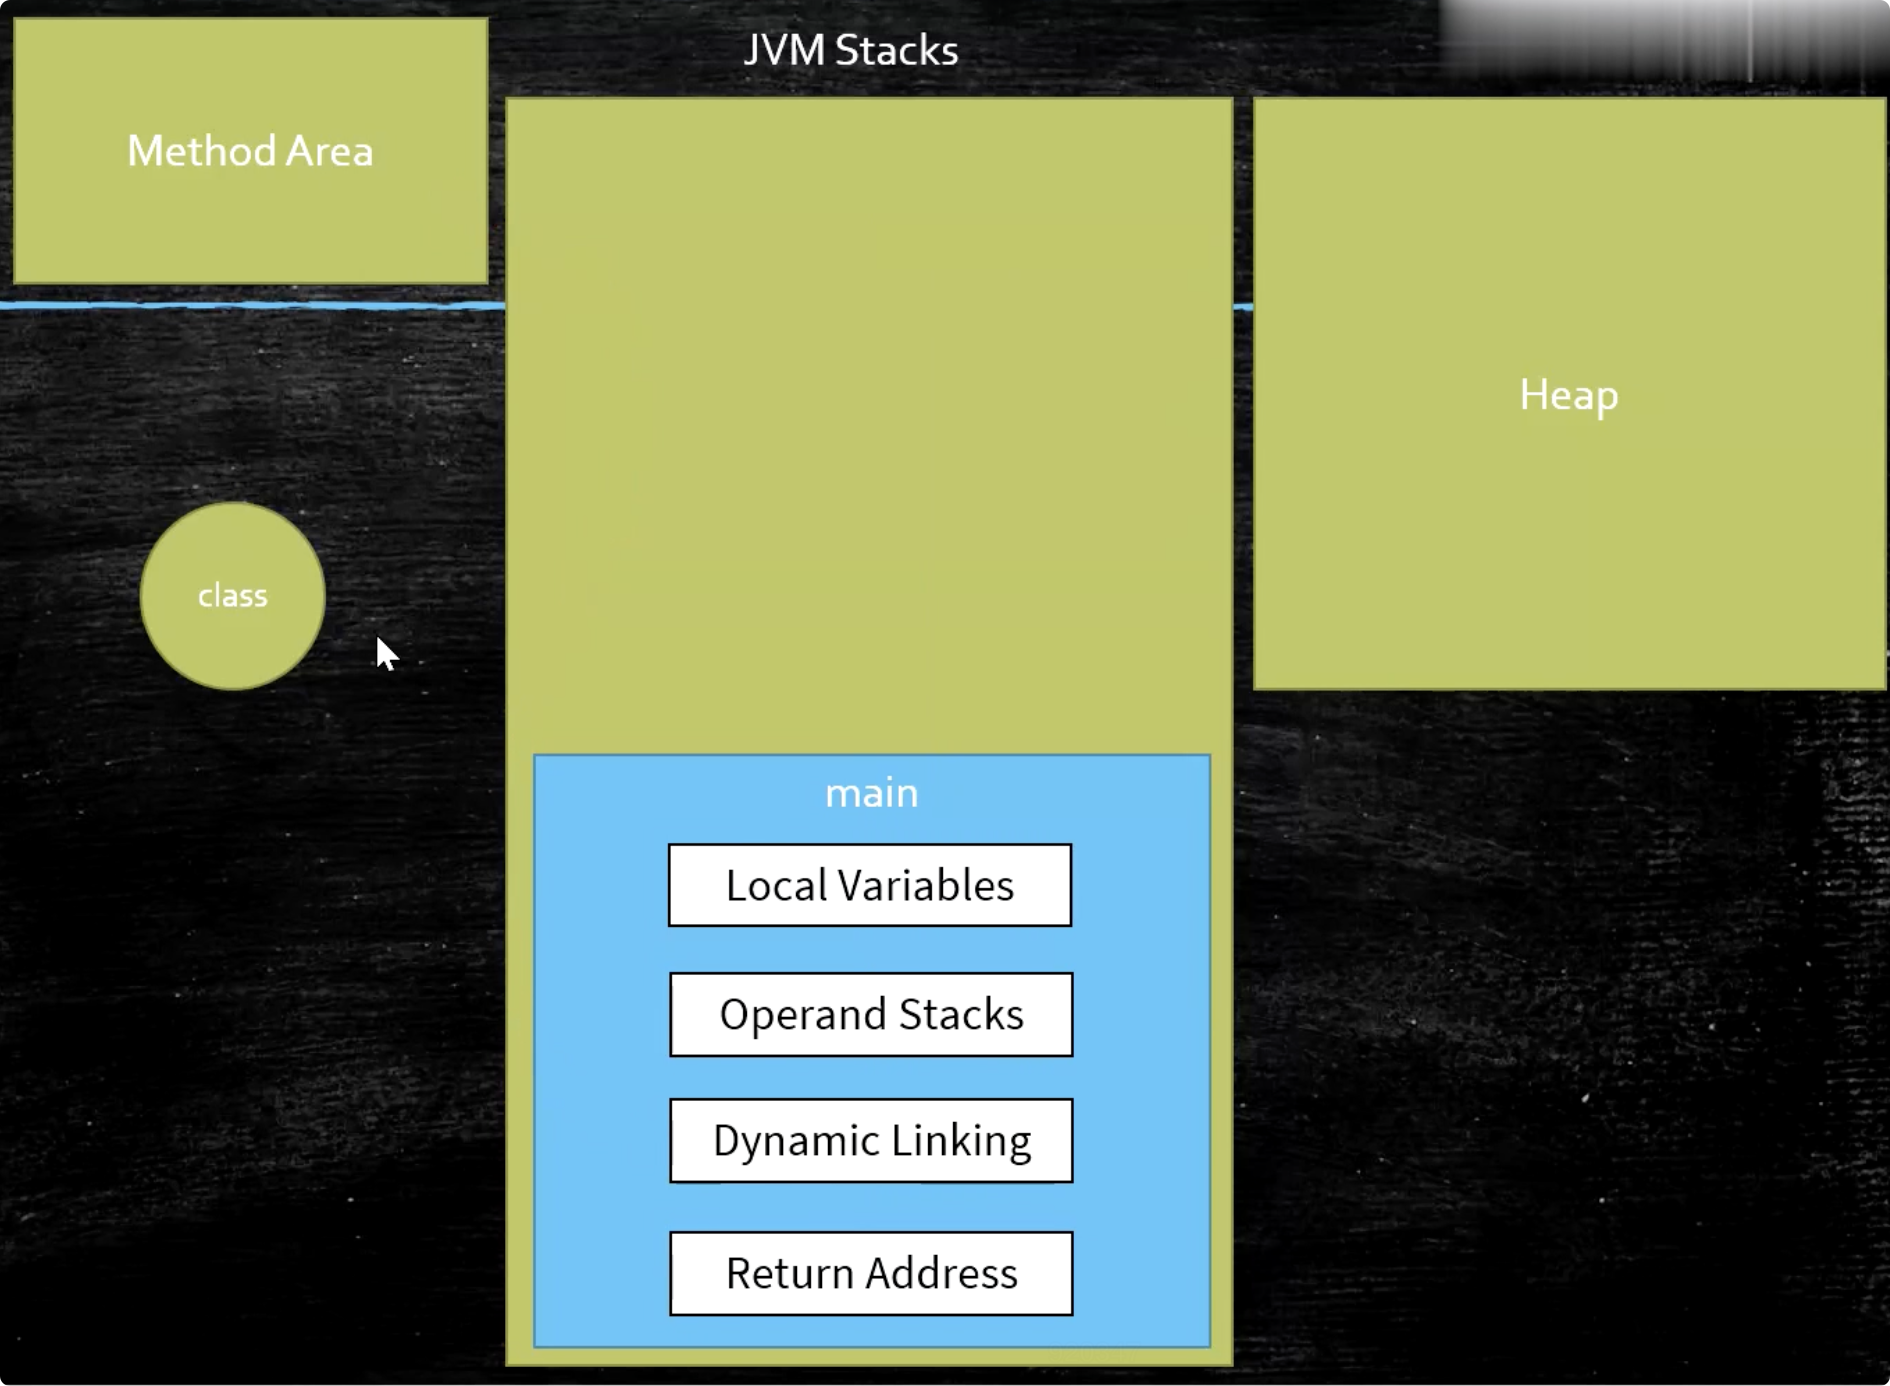 JVM Stacks
Method Area
Heap
class
main
Local Variables
Operand Stacks
Dynamic Linking
Return Address